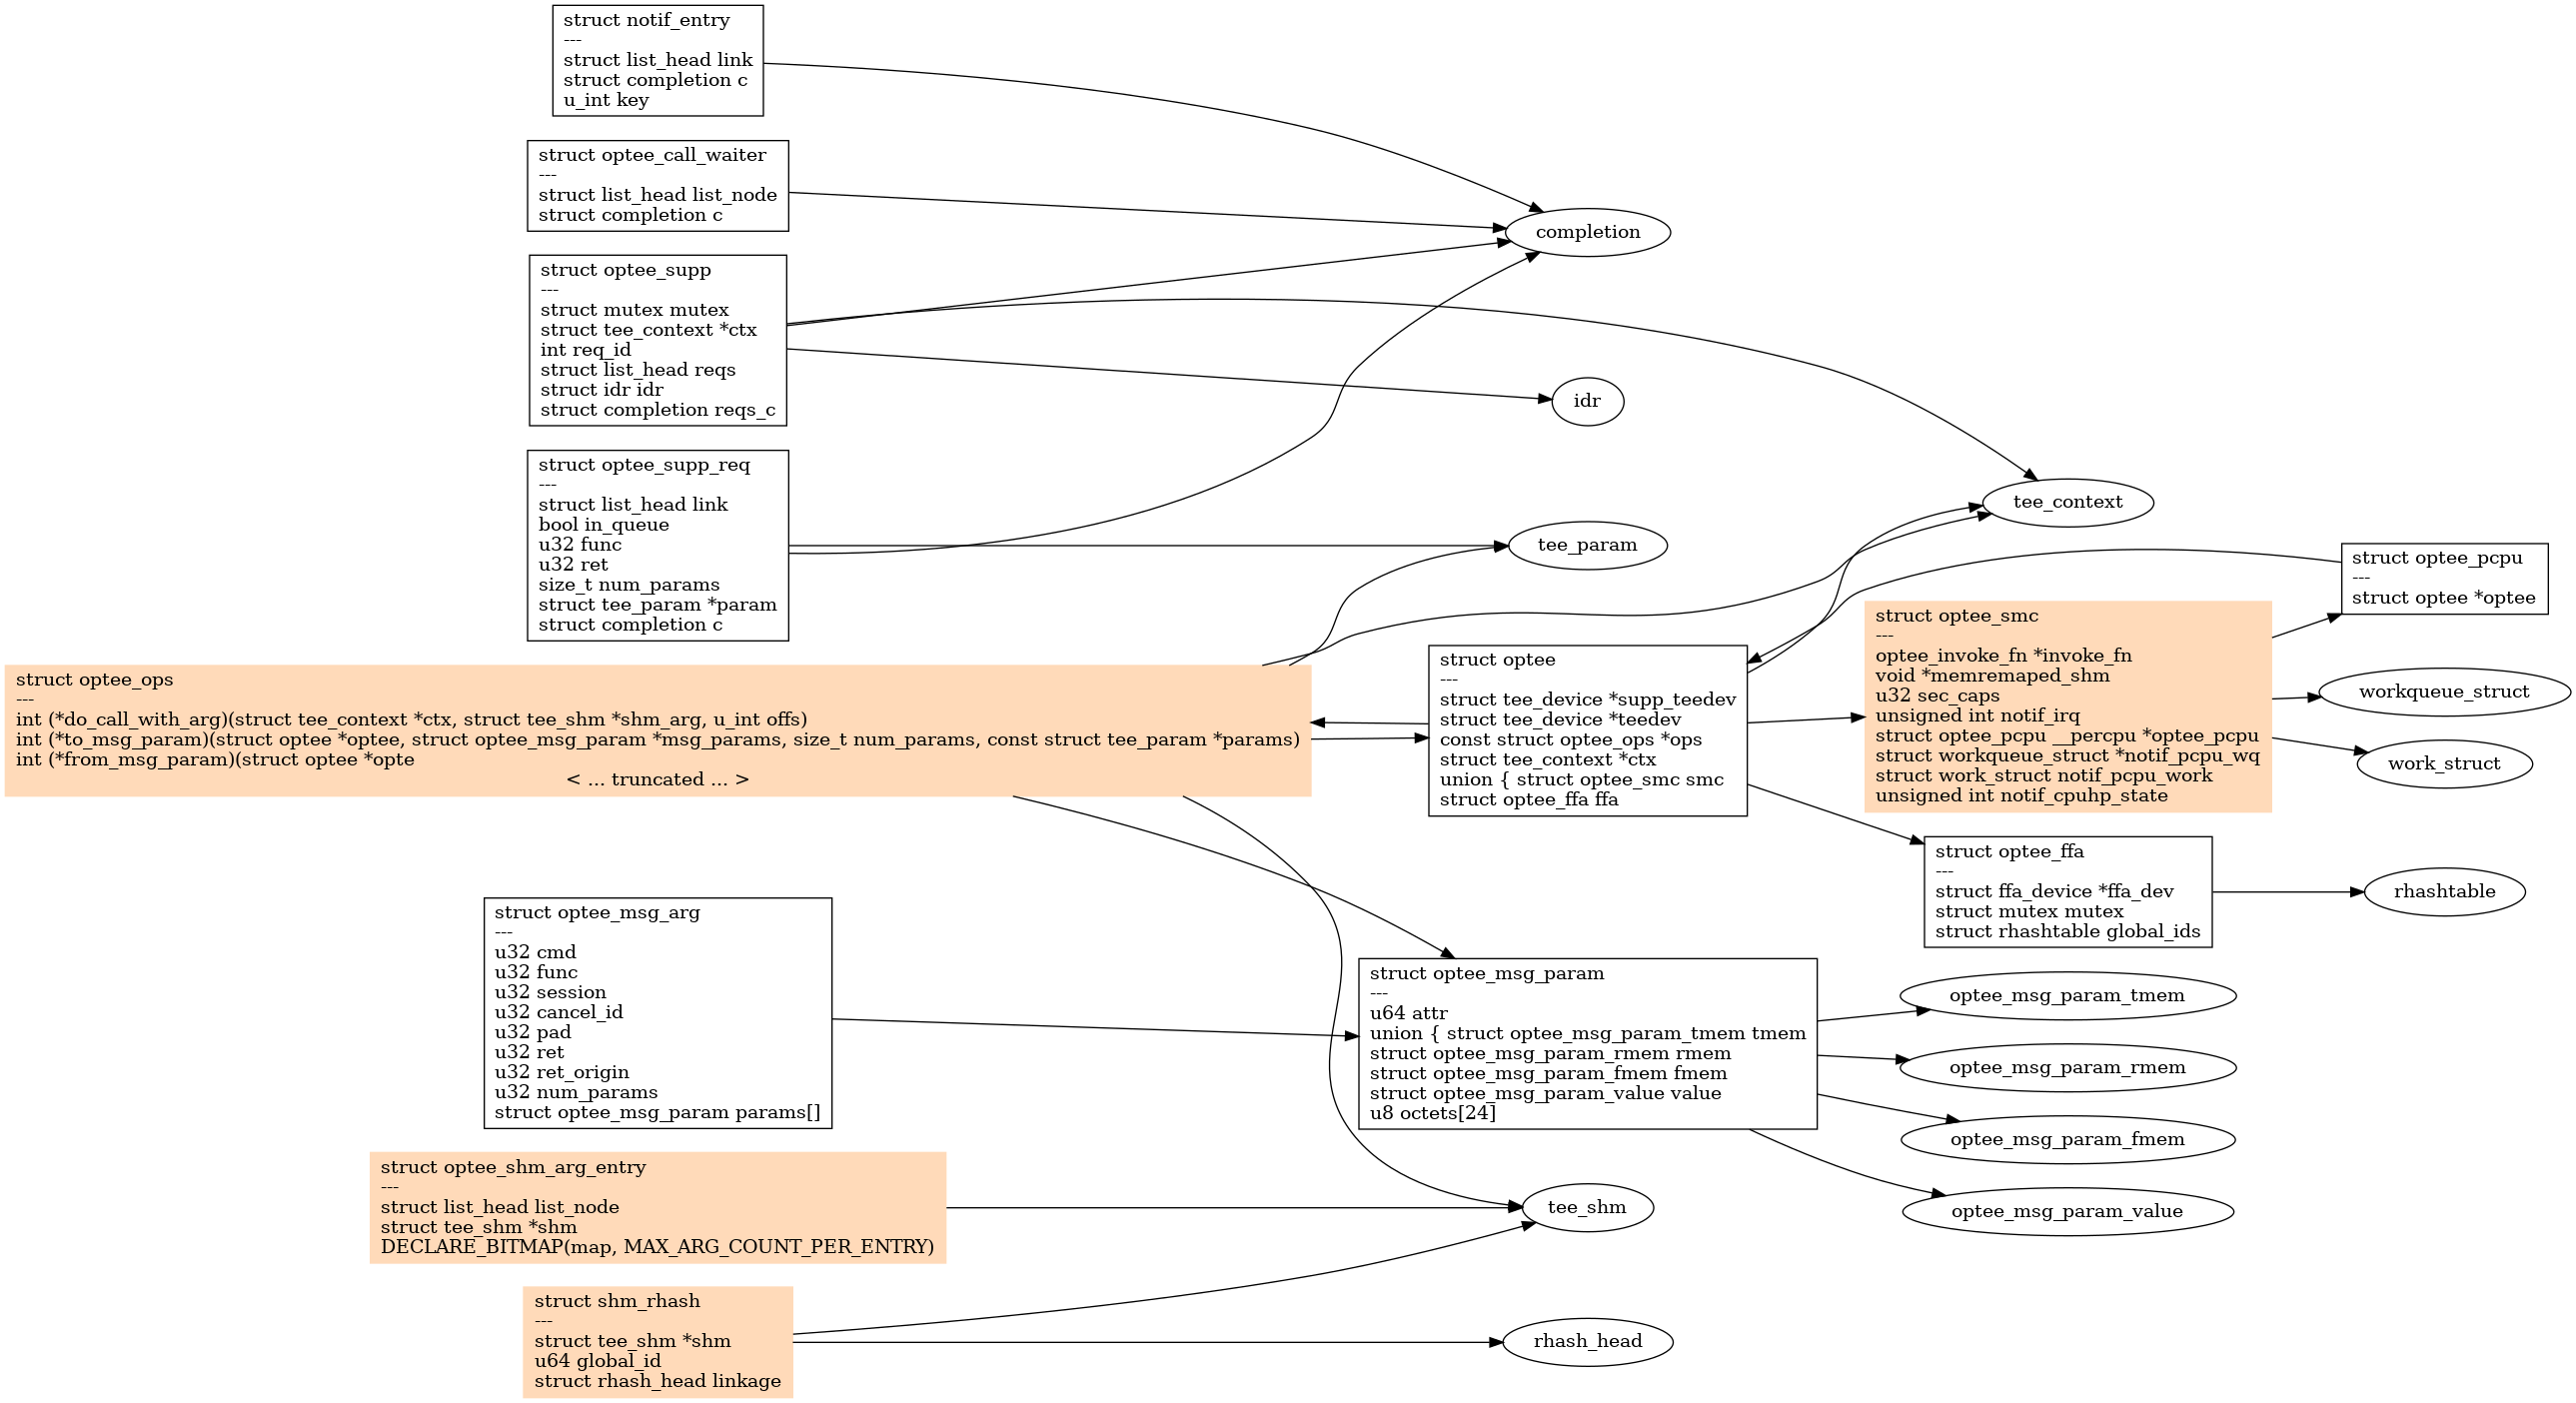 struct notif_entry
---
struct list_head link
struct completion c
u_int key
struct optee_call_waiter
---
struct list_head list_node
struct completion c
completion
struct optee_supp
---
struct mutex mutex
struct tee_context *ctx
int req_id
struct list_head reqs
struct idr idr
struct completion reqs_c
idr
struct optee_supp_req
---
struct list_head link
bool in_queue
u32 func
u32 ret
size_t num_params
struct tee_param *param
struct completion c
tee_param
tee_context
struct optee_pcpu
---
struct optee *optee
struct optee_ops
---
int (*do_call_with_arg)(struct tee_context *ctx, struct tee_shm *shm_arg, u_int offs)
int (*to_msg_param)(struct optee *optee, struct optee_msg_param *msg_params, size_t num_params, const struct tee_param *params)
int (*from_msg_param)(struct optee *opte
< ... truncated ... >
struct optee
---
struct tee_device *supp_teedev
struct tee_device *teedev
const struct optee_ops *ops
struct tee_context *ctx
union { struct optee_smc smc
struct optee_ffa ffa
struct optee_smc
---
optee_invoke_fn *invoke_fn
void *memremaped_shm
u32 sec_caps
unsigned int notif_irq
struct optee_pcpu __percpu *optee_pcpu
struct workqueue_struct *notif_pcpu_wq
struct work_struct notif_pcpu_work
unsigned int notif_cpuhp_state
workqueue_struct
work_struct
struct optee_ffa
---
struct ffa_device *ffa_dev
struct mutex mutex
struct rhashtable global_ids
rhashtable
struct optee_msg_arg
---
u32 cmd
u32 func
u32 session
u32 cancel_id
u32 pad
u32 ret
u32 ret_origin
u32 num_params
struct optee_msg_param params[]
struct optee_msg_param
---
u64 attr
union { struct optee_msg_param_tmem tmem
struct optee_msg_param_rmem rmem
struct optee_msg_param_fmem fmem
struct optee_msg_param_value value
u8 octets[24]
optee_msg_param_tmem
optee_msg_param_rmem
optee_msg_param_fmem
optee_msg_param_value
struct optee_shm_arg_entry
---
struct list_head list_node
struct tee_shm *shm
DECLARE_BITMAP(map, MAX_ARG_COUNT_PER_ENTRY)
tee_shm
struct shm_rhash
---
struct tee_shm *shm
u64 global_id
struct rhash_head linkage
rhash_head